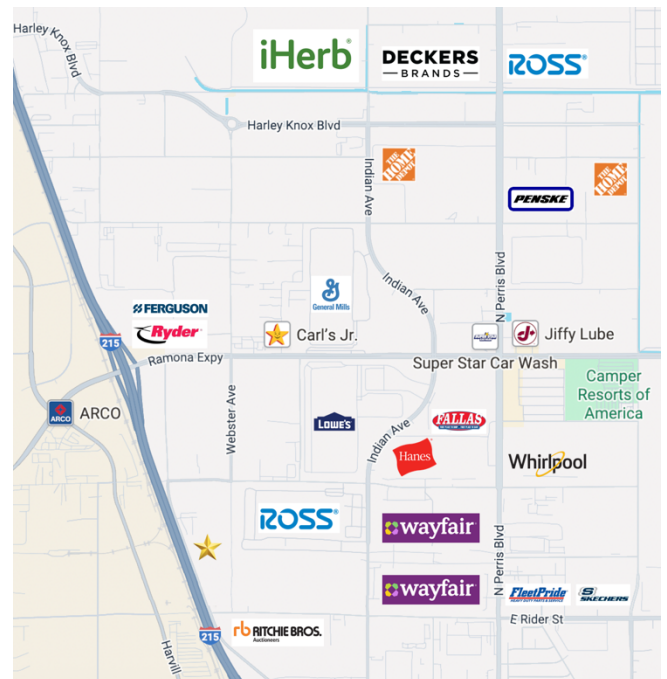 Harley Knox Blvd
iHerb®
DECKERS
BRANDS
ROSS®
Harley Knox Blvd
Indian Ave
THE HOME DEPOT
THE HOME DEPOT
PENSKE
N Perris Blvd
Indian Ave
General Mills
FERGUSON
Ryder
215
Carl's Jr.
Jiffy Lube
Ramona Expy
Super Star Car Wash
Camper
Resorts of
America
ARCO
ARCO
Webster Ave
LOWE'S
Indian Ave
FALLAS
Hanes
Whirlpool
ROSS®
wayfair
N Perris Blvd
wayfair
FleetPride
SKECHERS
E Rider St
215
rb RITCHIE BROS.
Auctioneers
Harvill